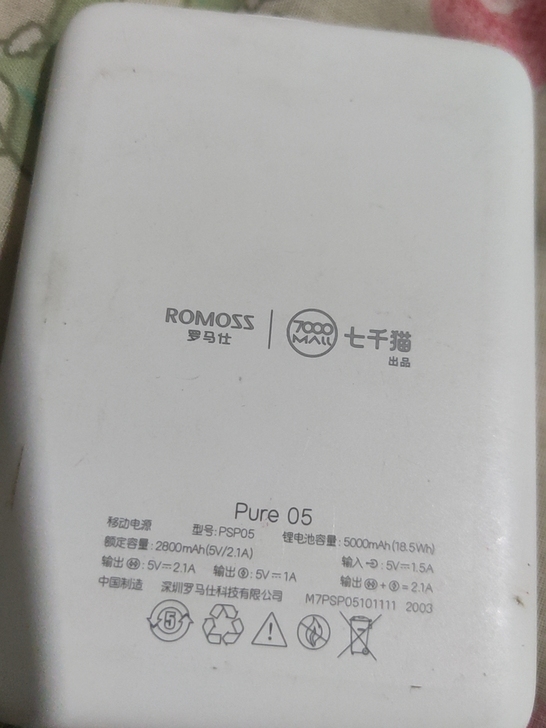 ROMOSS
罗马仕
7000
MALL
七千猫
出品
Pure 05
移动电源 型号:PSP05 锂电池容量:5000mAh(18.5Wh)
额定容量:2800mAh(5V/2.1A) 输入:5V⎓1.5A
输出:5V⎓2.1A 输出:5V⎓1A 输出+=2.1A
中国制造 深圳罗马仕科技有限公司 M7PSP05101111 2003
5